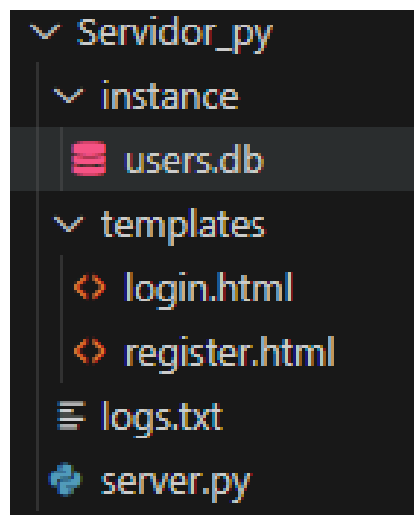 Servidor_py
instance
users.db
templates
login.html
register.html
logs.txt
server.py